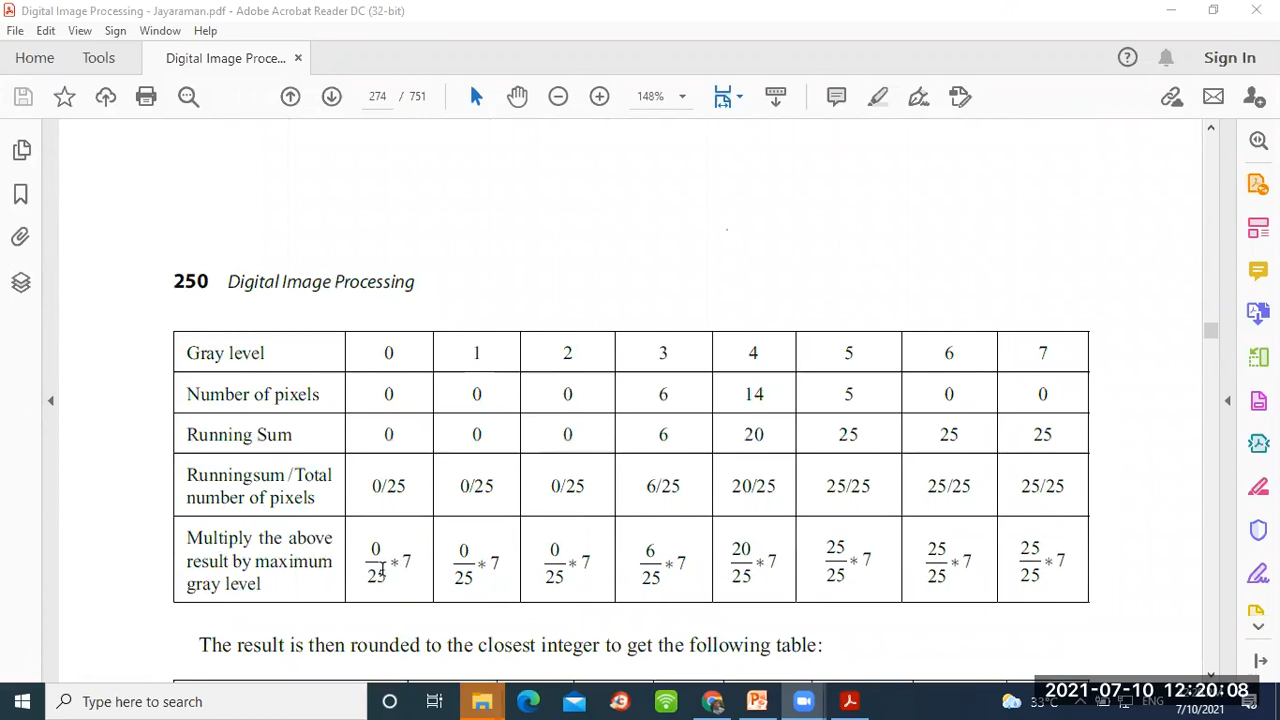 Digital Image Processing - Jayaraman.pdf - Adobe Acrobat Reader DC (32-bit)
File Edit View Sign Window Help
Home Tools Digital Image Proce... × Sign In
274 / 751 148%
250 Digital Image Processing
Gray level 0 1 2 3 4 5 6 7
Number of pixels 0 0 0 6 14 5 0 0
Running Sum 0 0 0 6 20 25 25 25
Runningsum / Total
number of pixels 0/25 0/25 0/25 6/25 20/25 25/25 25/25 25/25
Multiply the above
result by maximum
gray level
0/25 * 7 0/25 * 7 0/25 * 7 6/25 * 7 20/25 * 7 25/25 * 7 25/25 * 7 25/25 * 7
The result is then rounded to the closest integer to get the following table:
Type here to search
33°C ENG
2021-07-10 12:20:08
7/10/2021